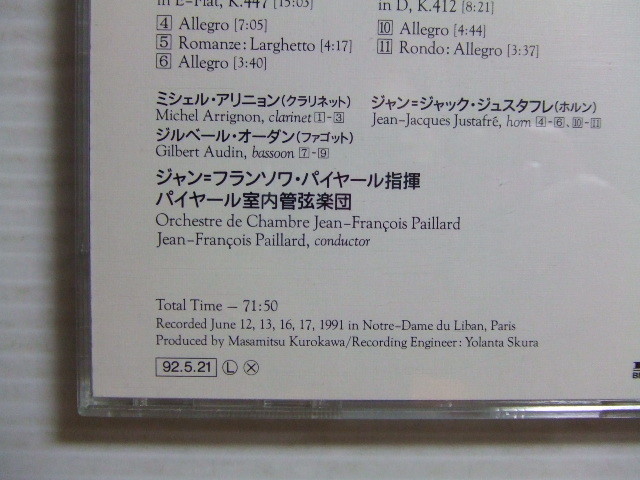 in E-Flat, K.447 [15:03]
4 Allegro [7:05]
5 Romanze: Larghetto [4:17]
6 Allegro [3:40]
in D, K.412 [8:21]
10 Allegro [4:44]
11 Rondo: Allegro [3:37]
ミシェル・アリニョン(クラリネット)
Michel Arrignon, clarinet 1-3
ジルベール・オーダン(ファゴット)
Gilbert Audin, bassoon 7-9
ジャン=ジャック・ジュスタフレ(ホルン)
Jean-Jacques Justafré, horn 4-6、10-11
ジャン=フランソワ・パイヤール指揮
パイヤール室内管弦楽団
Orchestre de Chambre Jean-François Paillard
Jean-François Paillard, conductor
Total Time — 71:50
Recorded June 12, 13, 16, 17, 1991 in Notre-Dame du Liban, Paris
Produced by Masamitsu Kurokawa/Recording Engineer: Yolanta Skura
92.5.21 Ⓛ Ⓧ